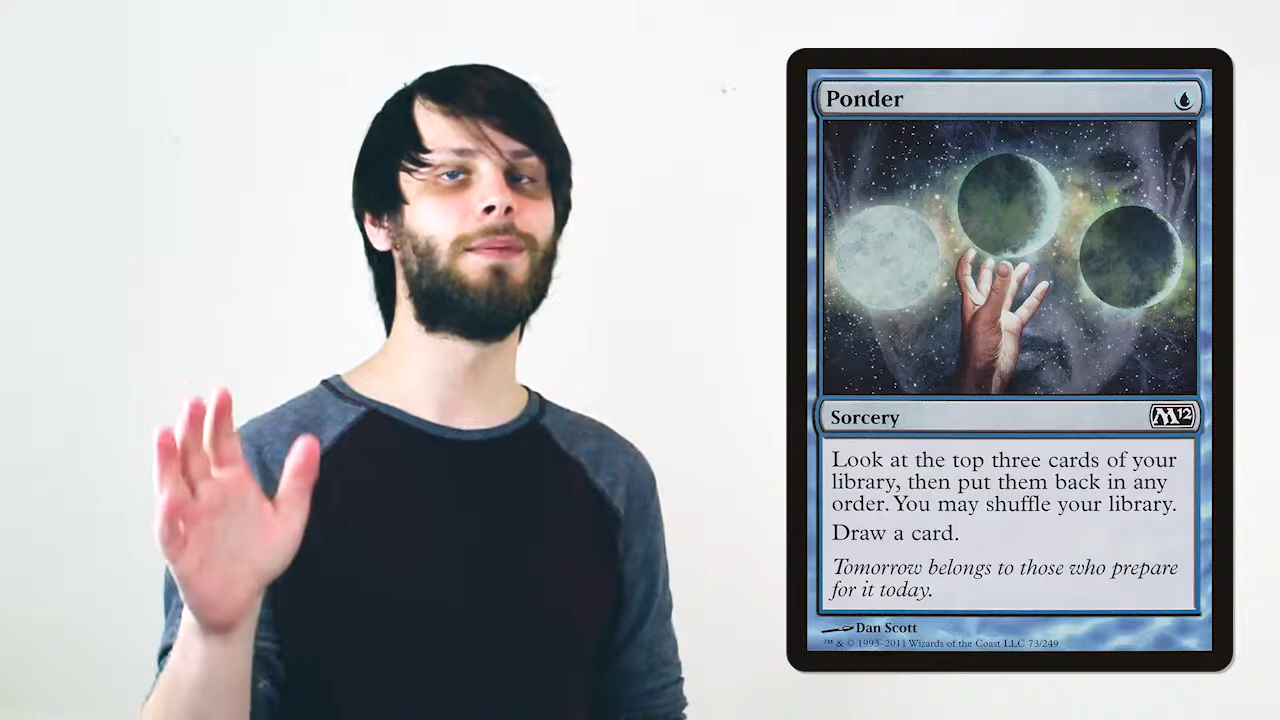 Ponder
Sorcery
M12
Look at the top three cards of your
library, then put them back in any
order. You may shuffle your library.
Draw a card.
Tomorrow belongs to those who prepare
for it today.
Dan Scott
™ & © 1993–2011 Wizards of the Coast LLC 73/249